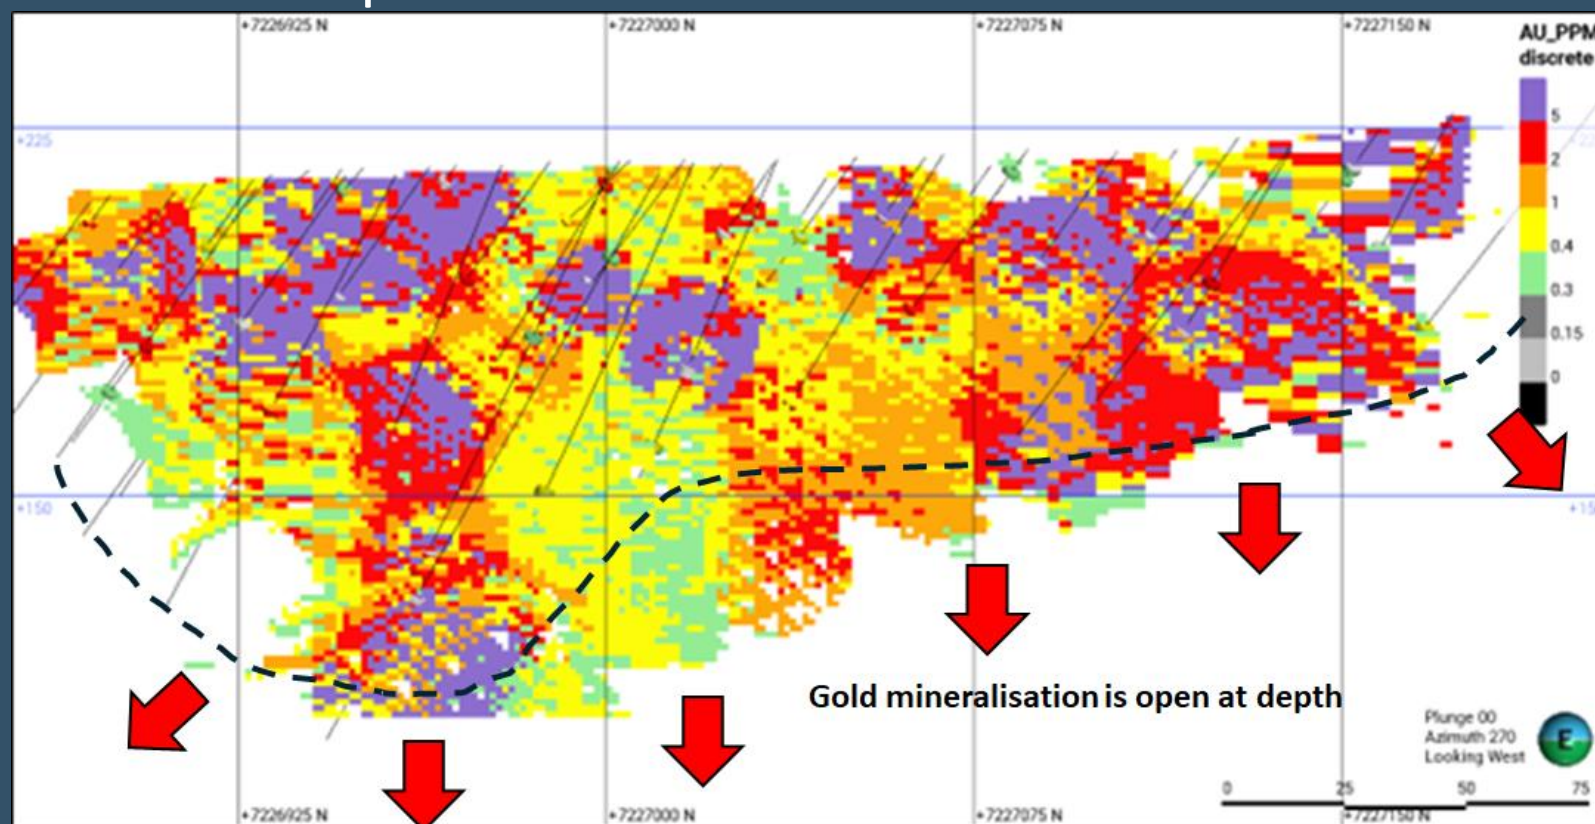 +7226925 N
+7227000 N
+7227075 N
+7227150 N
AU_PPM
discrete
5
2
1
0.4
0.3
0.15
0
+225
+150
+15
Gold mineralisation is open at depth
Plunge 00
Azimuth 270
Looking West
E
0
25
50
75
+7226925 N
+7227000 N
+7227075 N
+7227150 N